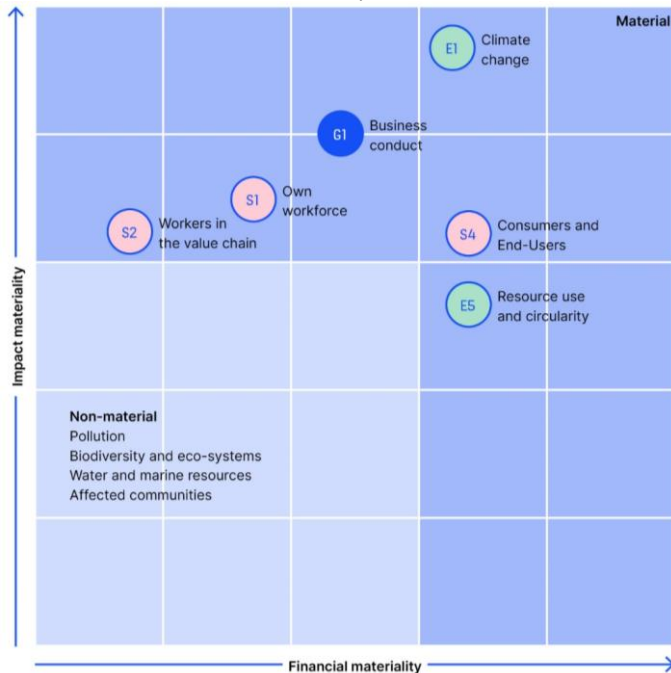 Material
E1
Climate
change
G1
Business
conduct
S1
Own
workforce
S2
Workers in
the value chain
S4
Consumers and
End-Users
E5
Resource use
and circularity
Impact materiality
Non-material
Pollution
Biodiversity and eco-systems
Water and marine resources
Affected communities
Financial materiality